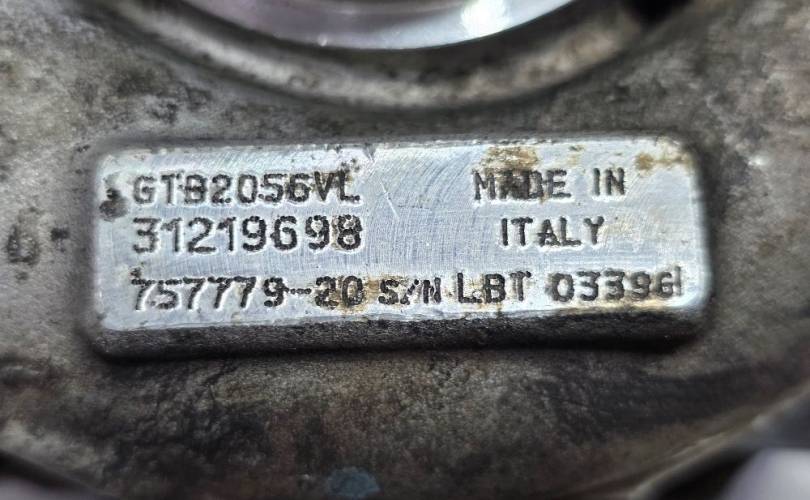 GTB2056VL MADE IN
31219698 ITALY
757779-20 S/N LBT 03396